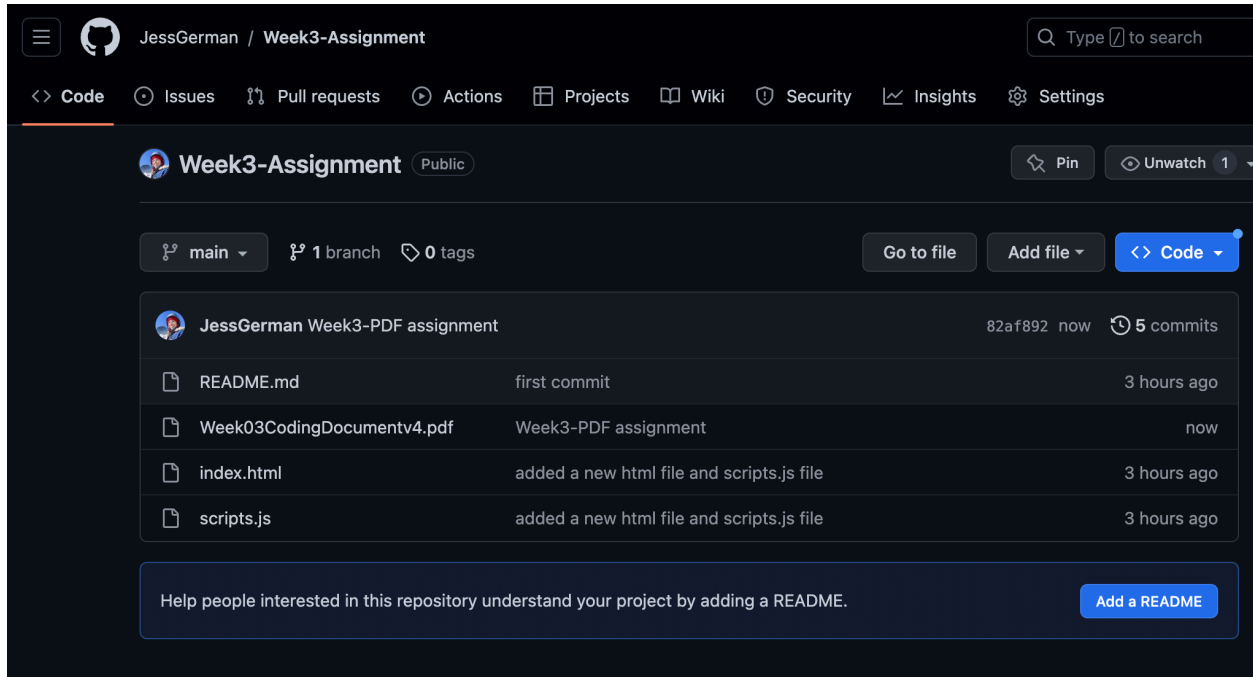 JessGerman / Week3-Assignment
Type / to search
<> Code Issues Pull requests Actions Projects Wiki Security Insights Settings
Week3-Assignment Public
Pin Unwatch 1
main 1 branch 0 tags Go to file Add file <> Code
JessGerman Week3-PDF assignment 82af892 now 5 commits
README.md first commit 3 hours ago
Week03CodingDocumentv4.pdf Week3-PDF assignment now
index.html added a new html file and scripts.js file 3 hours ago
scripts.js added a new html file and scripts.js file 3 hours ago
Help people interested in this repository understand your project by adding a README. Add a README